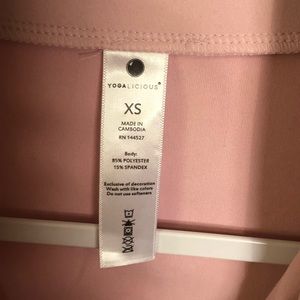 YOGALICIOUS®
XS
MADE IN
CAMBODIA
RN 144527
Body:
85% POLYESTER
15% SPANDEX
Exclusive of decoration
Wash with like colors
Do not use softeners